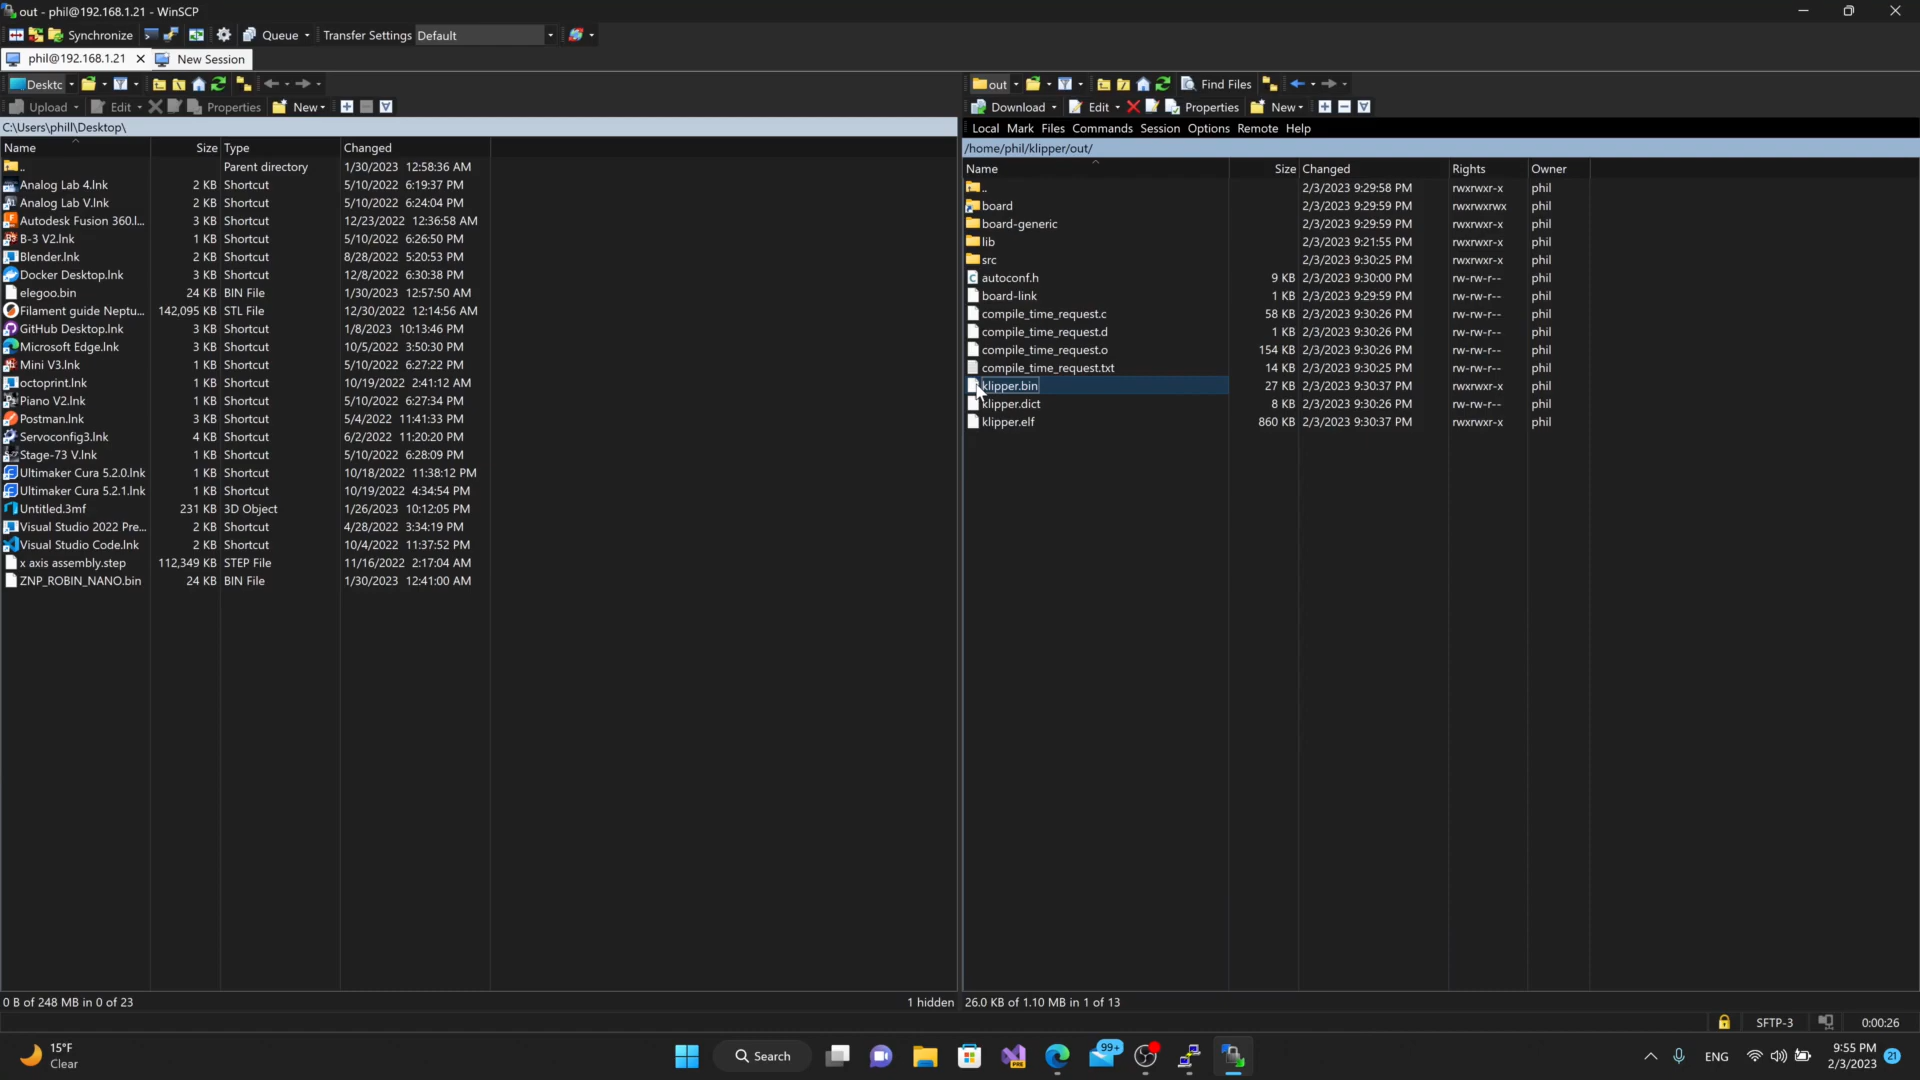 out - phil@192.168.1.21 - WinSCP
Synchronize Queue Transfer Settings Default
phil@192.168.1.21 New Session
Deskto
Upload Edit Properties New
C:\Users\phill\Desktop\
Name Size Type Changed
.. Parent directory 1/30/2023 12:58:36 AM
Analog Lab 4.lnk 2 KB Shortcut 5/10/2022 6:19:37 PM
Analog Lab V.lnk 2 KB Shortcut 5/10/2022 6:24:04 PM
Autodesk Fusion 360.l... 3 KB Shortcut 12/23/2022 12:36:58 AM
B-3 V2.lnk 1 KB Shortcut 5/10/2022 6:26:50 PM
Blender.lnk 2 KB Shortcut 8/28/2022 5:20:53 PM
Docker Desktop.lnk 3 KB Shortcut 12/8/2022 6:30:38 PM
elegoo.bin 24 KB BIN File 1/30/2023 12:57:50 AM
Filament guide Neptu... 142,095 KB STL File 12/30/2022 12:14:56 AM
GitHub Desktop.lnk 3 KB Shortcut 1/8/2023 10:13:46 PM
Microsoft Edge.lnk 3 KB Shortcut 10/5/2022 3:50:30 PM
Mini V3.lnk 1 KB Shortcut 5/10/2022 6:27:22 PM
octoprint.lnk 1 KB Shortcut 10/19/2022 2:41:12 AM
Piano V2.lnk 1 KB Shortcut 5/10/2022 6:27:34 PM
Postman.lnk 3 KB Shortcut 5/4/2022 11:41:33 PM
Servoconfig3.lnk 4 KB Shortcut 6/2/2022 11:20:20 PM
Stage-73 V.lnk 1 KB Shortcut 5/10/2022 6:28:09 PM
Ultimaker Cura 5.2.0.lnk 1 KB Shortcut 10/18/2022 11:38:12 PM
Ultimaker Cura 5.2.1.lnk 1 KB Shortcut 10/19/2022 4:34:54 PM
Untitled.3mf 231 KB 3D Object 1/26/2023 10:12:05 PM
Visual Studio 2022 Pre... 2 KB Shortcut 4/28/2022 3:34:19 PM
Visual Studio Code.lnk 2 KB Shortcut 10/4/2022 11:37:52 PM
x axis assembly.step 112,349 KB STEP File 11/16/2022 2:17:04 AM
ZNP_ROBIN_NANO.bin 24 KB BIN File 1/30/2023 12:41:00 AM
0 B of 248 MB in 0 of 23 1 hidden
out Find Files
Download Edit Properties New
Local Mark Files Commands Session Options Remote Help
/home/phil/klipper/out/
Name Size Changed Rights Owner
.. 2/3/2023 9:29:58 PM rwxrwxr-x phil
board 2/3/2023 9:29:59 PM rwxrwxrwx phil
board-generic 2/3/2023 9:29:59 PM rwxrwxr-x phil
lib 2/3/2023 9:21:55 PM rwxrwxr-x phil
src 2/3/2023 9:30:25 PM rwxrwxr-x phil
autoconf.h 9 KB 2/3/2023 9:30:00 PM rw-rw-r-- phil
board-link 1 KB 2/3/2023 9:29:59 PM rw-rw-r-- phil
compile_time_request.c 58 KB 2/3/2023 9:30:26 PM rw-rw-r-- phil
compile_time_request.d 1 KB 2/3/2023 9:30:26 PM rw-rw-r-- phil
compile_time_request.o 154 KB 2/3/2023 9:30:26 PM rw-rw-r-- phil
compile_time_request.txt 14 KB 2/3/2023 9:30:25 PM rw-rw-r-- phil
klipper.bin 27 KB 2/3/2023 9:30:37 PM rwxrwxr-x phil
klipper.dict 8 KB 2/3/2023 9:30:26 PM rw-rw-r-- phil
klipper.elf 860 KB 2/3/2023 9:30:37 PM rwxrwxr-x phil
26.0 KB of 1.10 MB in 1 of 13
SFTP-3 0:00:26
15°F
Clear
Search
99+
PRE
ENG
9:55 PM
2/3/2023
21